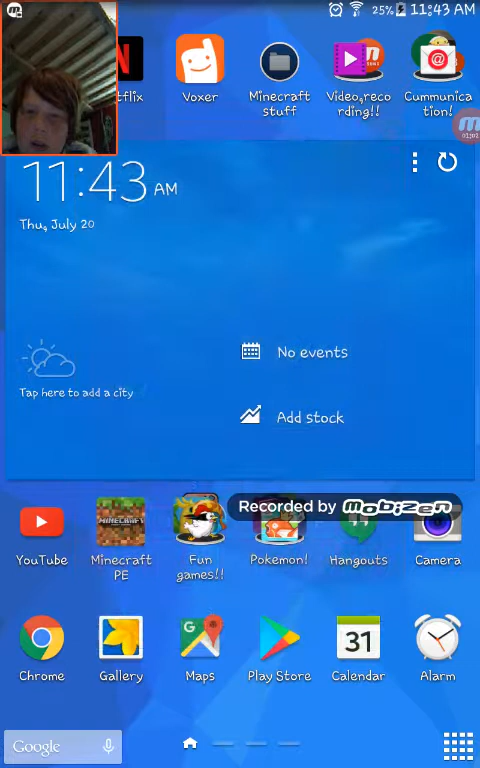 25% 11:43 AM
tflix
Voxer
Minecraft stuff
Video,reco rding!!
Cummunica tion!
11:43 AM
Thu, July 20
No events
Tap here to add a city
Add stock
Recorded by Mobizen
YouTube
Minecraft PE
Fun games!!
Pokemon!
Hangouts
Camera
31
Chrome
Gallery
Maps
Play Store
Calendar
Alarm
Google